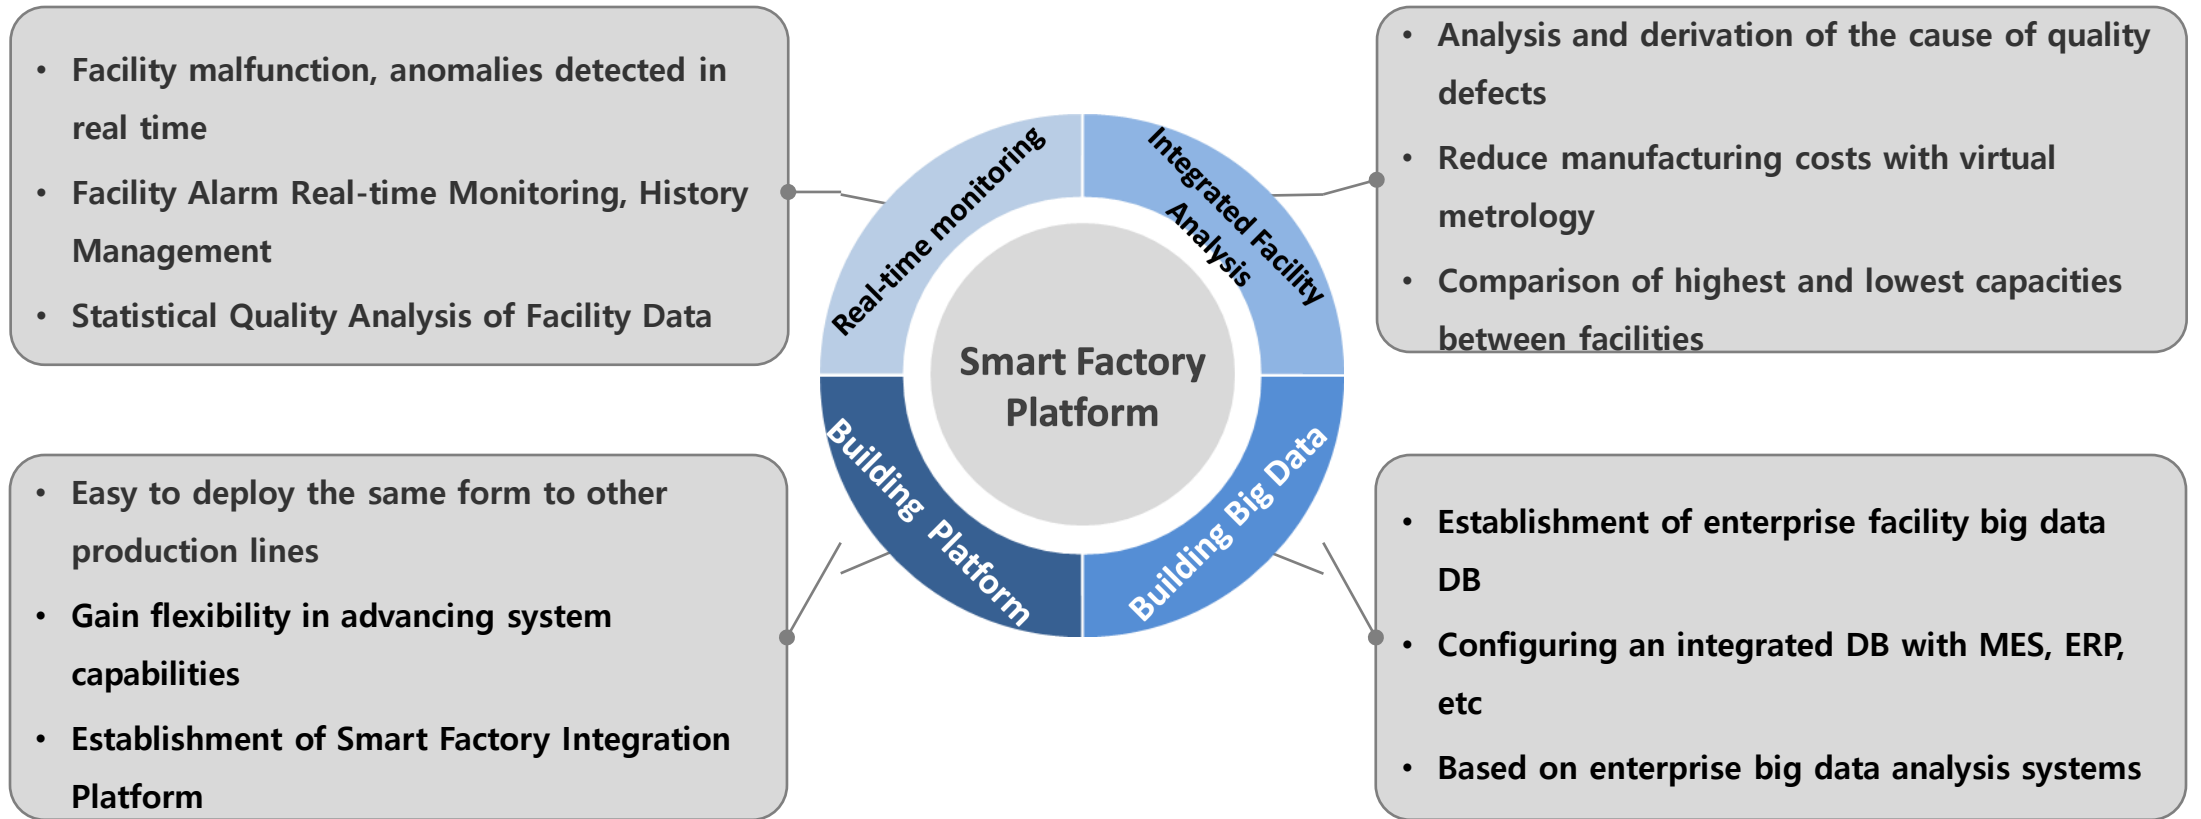 • Facility malfunction, anomalies detected in
real time
• Facility Alarm Real-time Monitoring, History
Management
• Statistical Quality Analysis of Facility Data
• Analysis and derivation of the cause of quality
defects
• Reduce manufacturing costs with virtual
metrology
• Comparison of highest and lowest capacities
between facilities
Real-time monitoring
Integrated Facility
Analysis
Smart Factory
Platform
Building Platform
Building Big Data
• Easy to deploy the same form to other
production lines
• Gain flexibility in advancing system
capabilities
• Establishment of Smart Factory Integration
Platform
• Establishment of enterprise facility big data
DB
• Configuring an integrated DB with MES, ERP,
etc
• Based on enterprise big data analysis systems